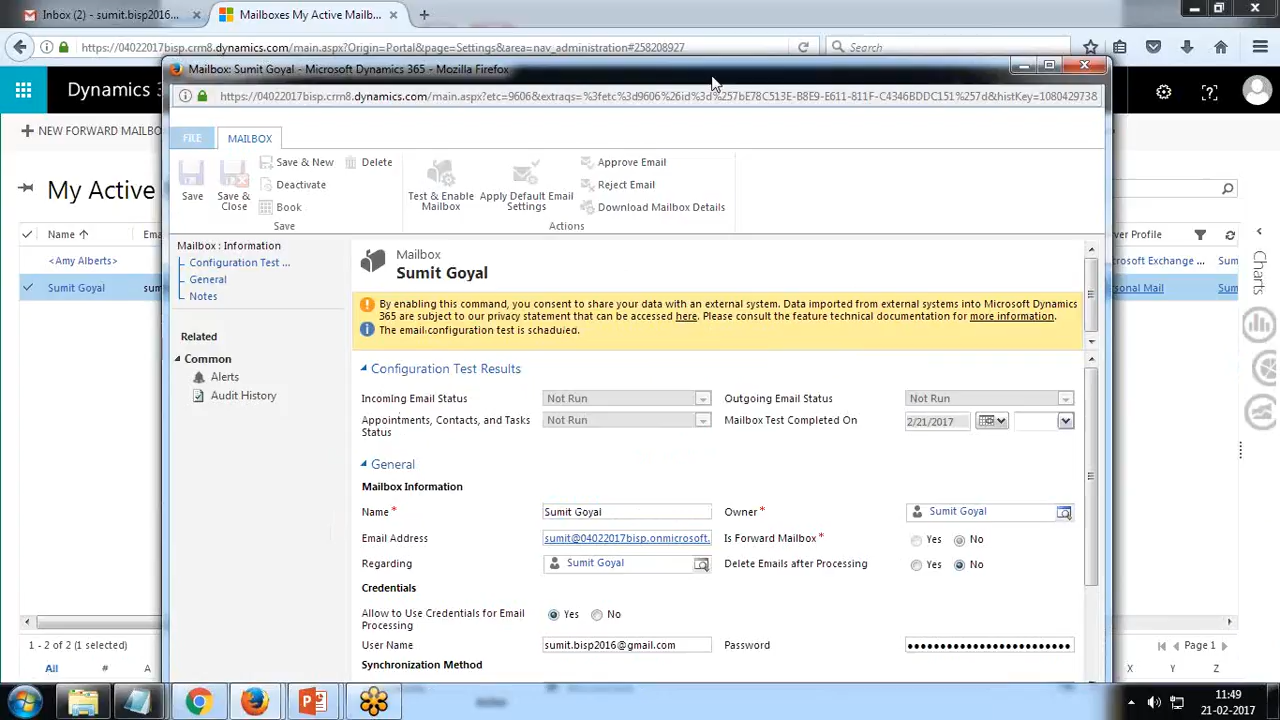 Inbox (2) - sumit.bisp2016... ×
Mailboxes My Active Mailb... ×
https://04022017bisp.crm8.dynamics.com/main.aspx?Origin=Portal&page=Settings&area=nav_administration#258208927
Search
Mailbox: Sumit Goyal - Microsoft Dynamics 365 - Mozilla Firefox
https://04022017bisp.crm8.dynamics.com/main.aspx?etc=9606&extraqs=%3fetc%3d9606%26id%3d%257bE78C513E-B8E9-E611-811F-C4346BDDC151%257d&histKey=1080429738
Dynamics 3
NEW FORWARD MAILBO
My Active
Name
Ema
<Amy Alberts>
Sumit Goyal
sum
1 - 2 of 2 (1 selected)
All
#
A
FILE
MAILBOX
Save
Save & Close
Save & New
Deactivate
Book
Delete
Save
Test & Enable Mailbox
Apply Default Email Settings
Approve Email
Reject Email
Download Mailbox Details
Actions
Mailbox : Information
Configuration Test ...
General
Notes
Related
Common
Alerts
Audit History
Mailbox
Sumit Goyal
By enabling this command, you consent to share your data with an external system. Data imported from external systems into Microsoft Dynamics
365 are subject to our privacy statement that can be accessed here. Please consult the feature technical documentation for more information.
The email configuration test is scheduled.
Configuration Test Results
Incoming Email Status
Not Run
Outgoing Email Status
Not Run
Appointments, Contacts, and Tasks Status
Not Run
Mailbox Test Completed On
2/21/2017
General
Mailbox Information
Name*
Sumit Goyal
Owner*
Sumit Goyal
Email Address
sumit@04022017bisp.onmicrosoft.
Is Forward Mailbox*
Yes
No
Regarding
Sumit Goyal
Delete Emails after Processing
Yes
No
Credentials
Allow to Use Credentials for Email Processing
Yes
No
User Name
sumit.bisp2016@gmail.com
Password
Synchronization Method
ver Profile
crosoft Exchange ...
Sum
sonal Mail
Sum
Charts
Page 1
X
Y
Z
11:49
21-02-2017